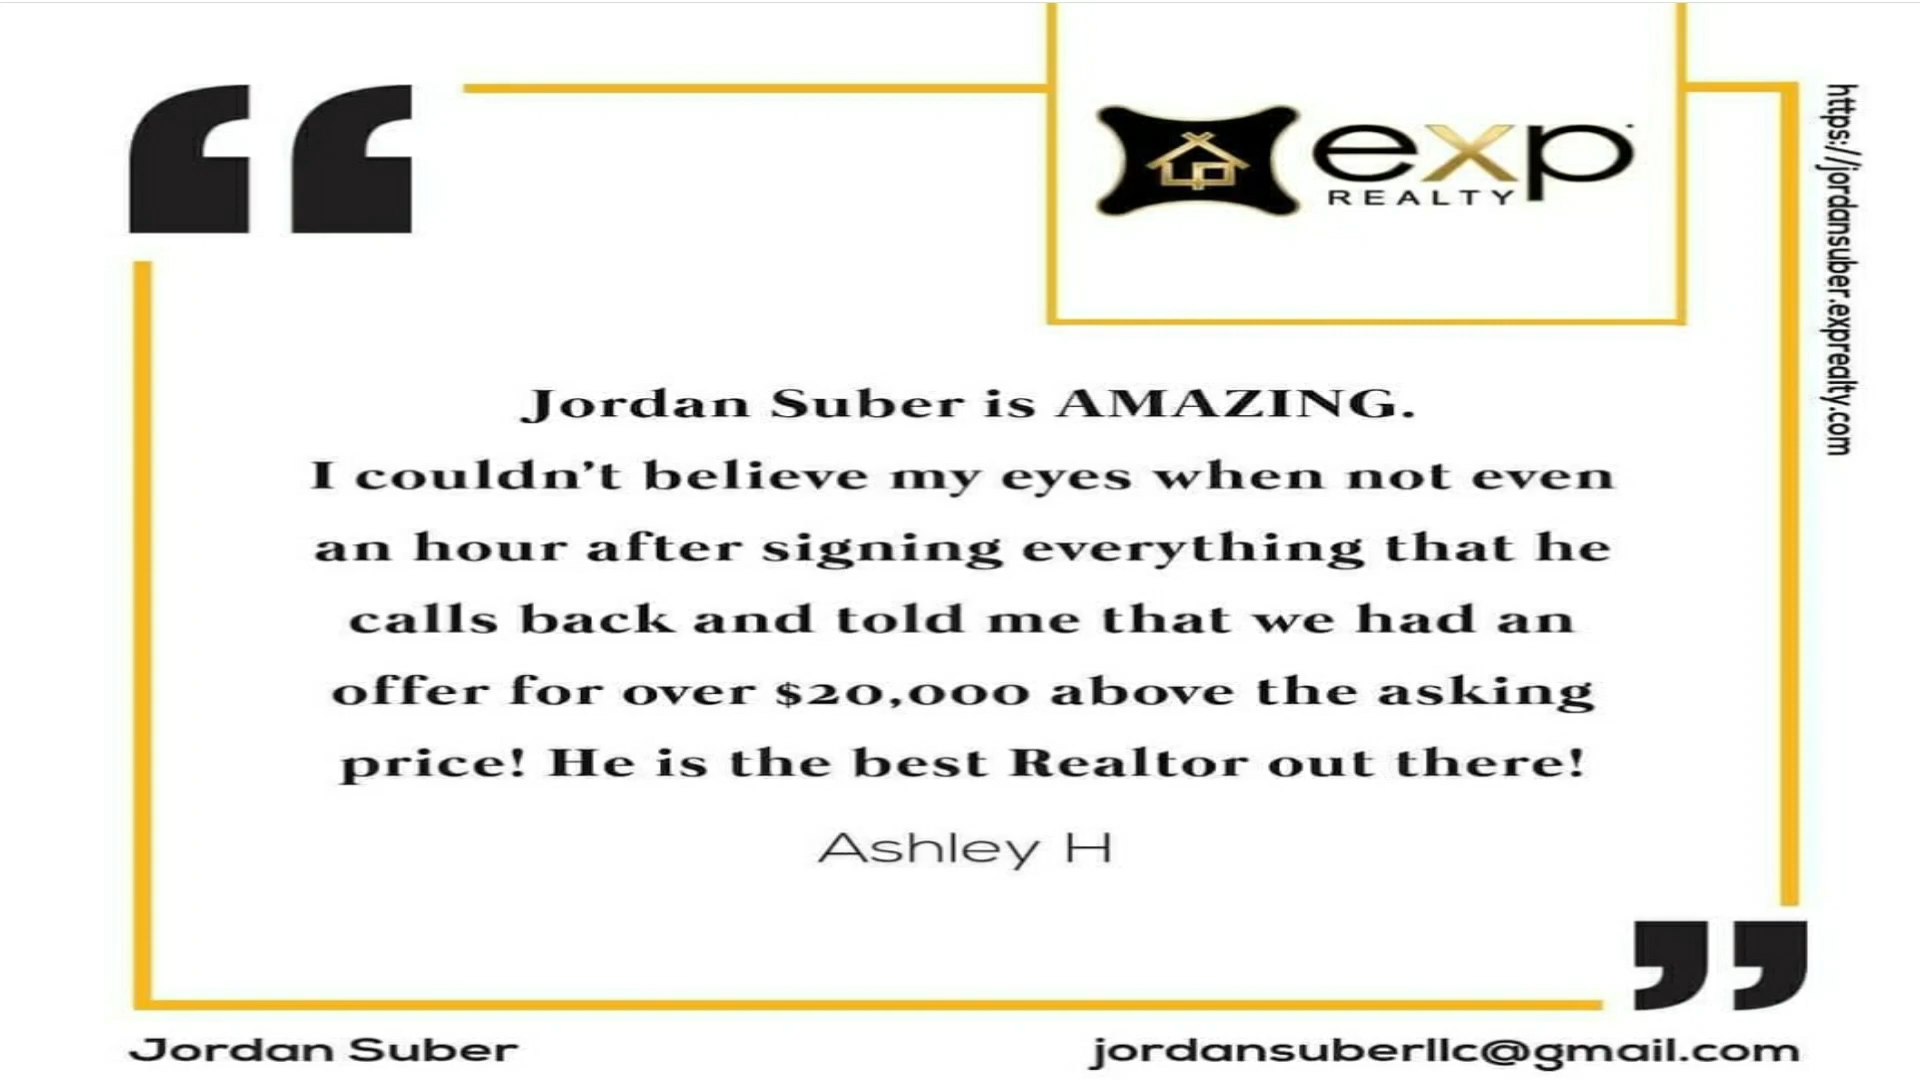 exp
REALTY
https://jordansuber.exprealty.com
Jordan Suber is AMAZING.
I couldn't believe my eyes when not even
an hour after signing everything that he
calls back and told me that we had an
offer for over $20,000 above the asking
price! He is the best Realtor out there!
Ashley H
Jordan Suber
jordansuberllc@gmail.com